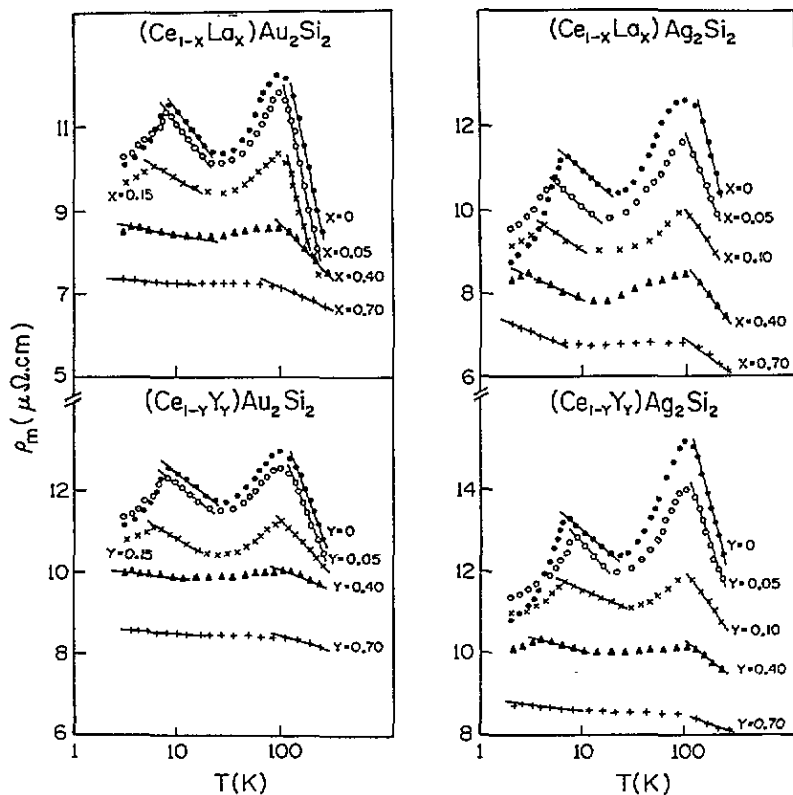 (Ce₁₋ₓLaₓ)Au₂Si₂
11
9
7
5
X=0.15
X=0
X=0.05
X=0.40
X=0.70
(Ce₁₋ₓLaₓ)Ag₂Si₂
12
10
8
6
X=0
X=0.05
X=0.10
X=0.40
X=0.70
ρₘ(μΩ.cm)
(Ce₁₋YYY)Au₂Si₂
12
10
8
6
Y=0.15
Y=0
Y=0.05
Y=0.40
Y=0.70
1
10
100
T(K)
(Ce₁₋YYY)Ag₂Si₂
14
12
10
8
Y=0
Y=0.05
Y=0.10
Y=0.40
Y=0.70
1
10
100
T(K)